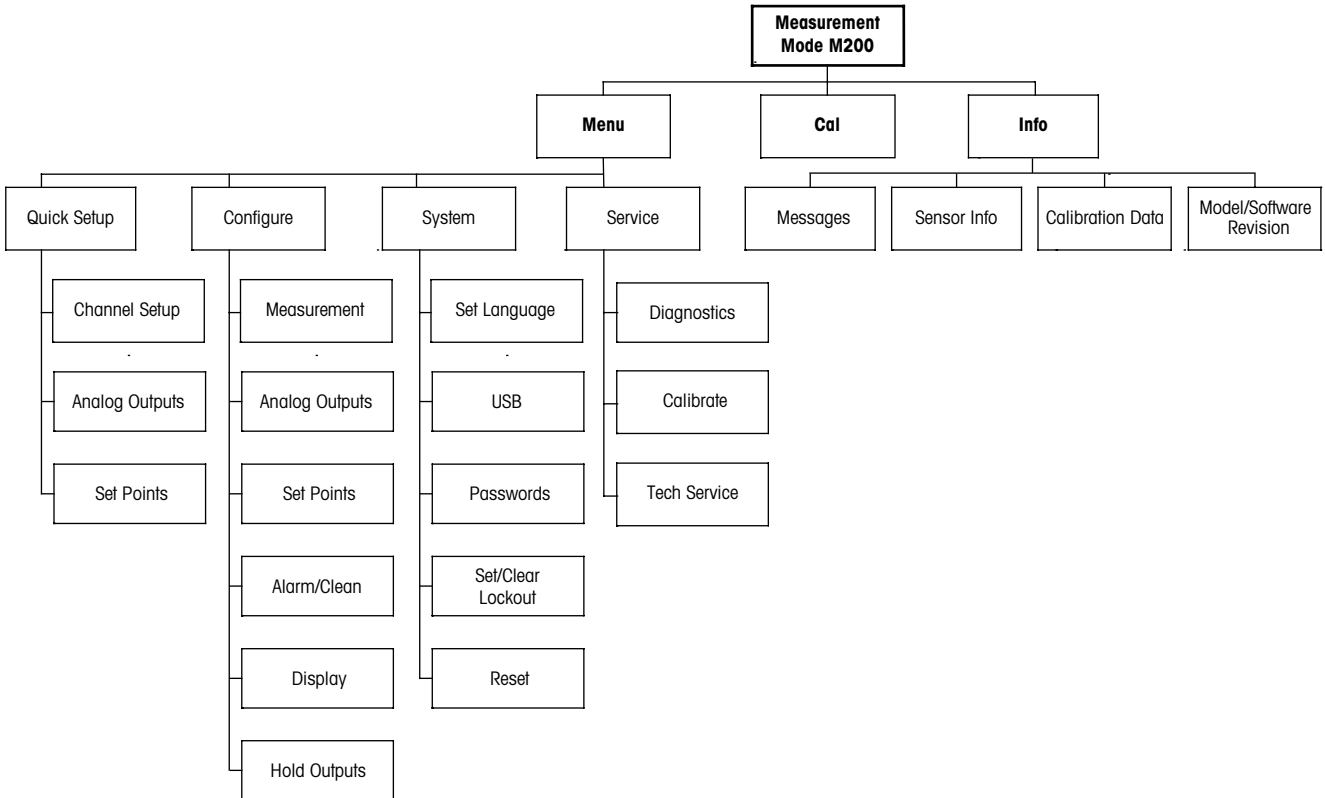 Measurement
Mode M200
Menu
Cal
Info
Quick Setup
Configure
System
Service
Messages
Sensor Info
Calibration Data
Model/Software
Revision
Channel Setup
Measurement
Set Language
Diagnostics
Analog Outputs
Analog Outputs
USB
Calibrate
Set Points
Set Points
Passwords
Tech Service
Alarm/Clean
Set/Clear
Lockout
Display
Reset
Hold Outputs